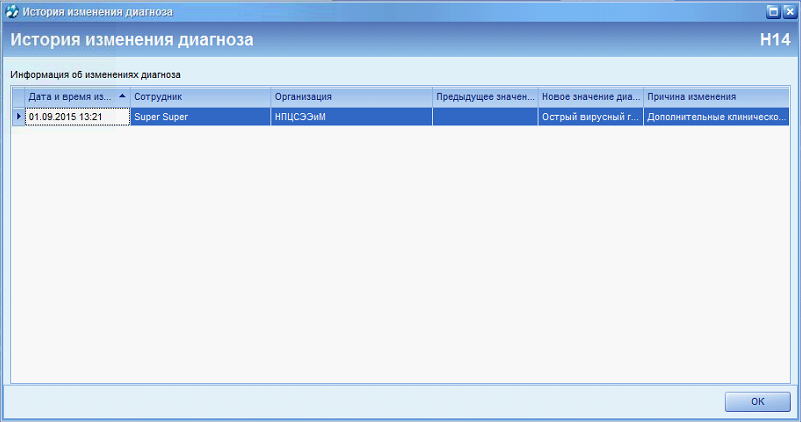 История изменения диагноза
История изменения диагноза H14
Информация об изменениях диагноза
Дата и время из... Сотрудник Организация Предыдущее значен... Новое значение диа... Причина изменения
01.09.2015 13:21 Super Super НПЦСЭЭиМ Острый вирусный г... Дополнительные клиническо...
OK